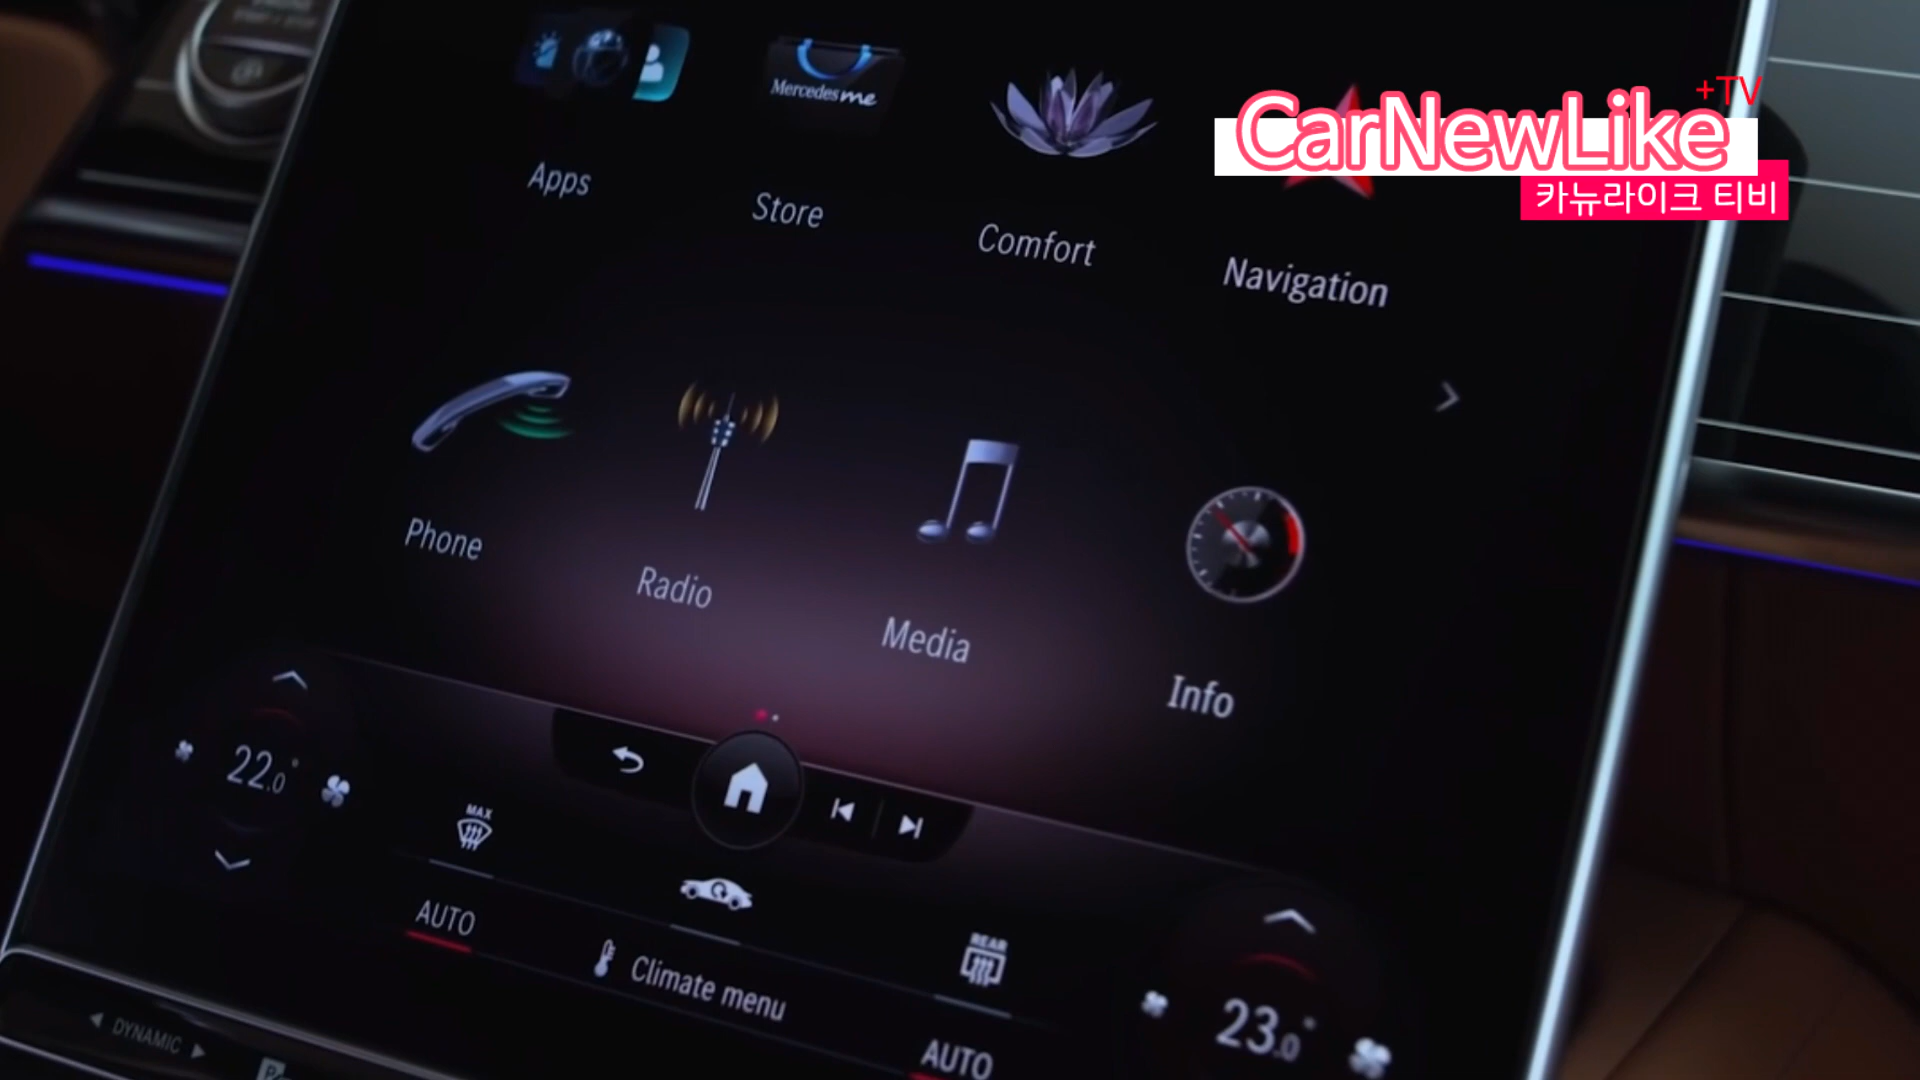 +TV
CarNewLike
카뉴라이크 티비
Mercedes me
Apps
Store
Comfort
Navigation
Phone
Radio
Media
Info
22.0°
MAX
AUTO
Climate menu
REAR
AUTO
23.0°
DYNAMIC